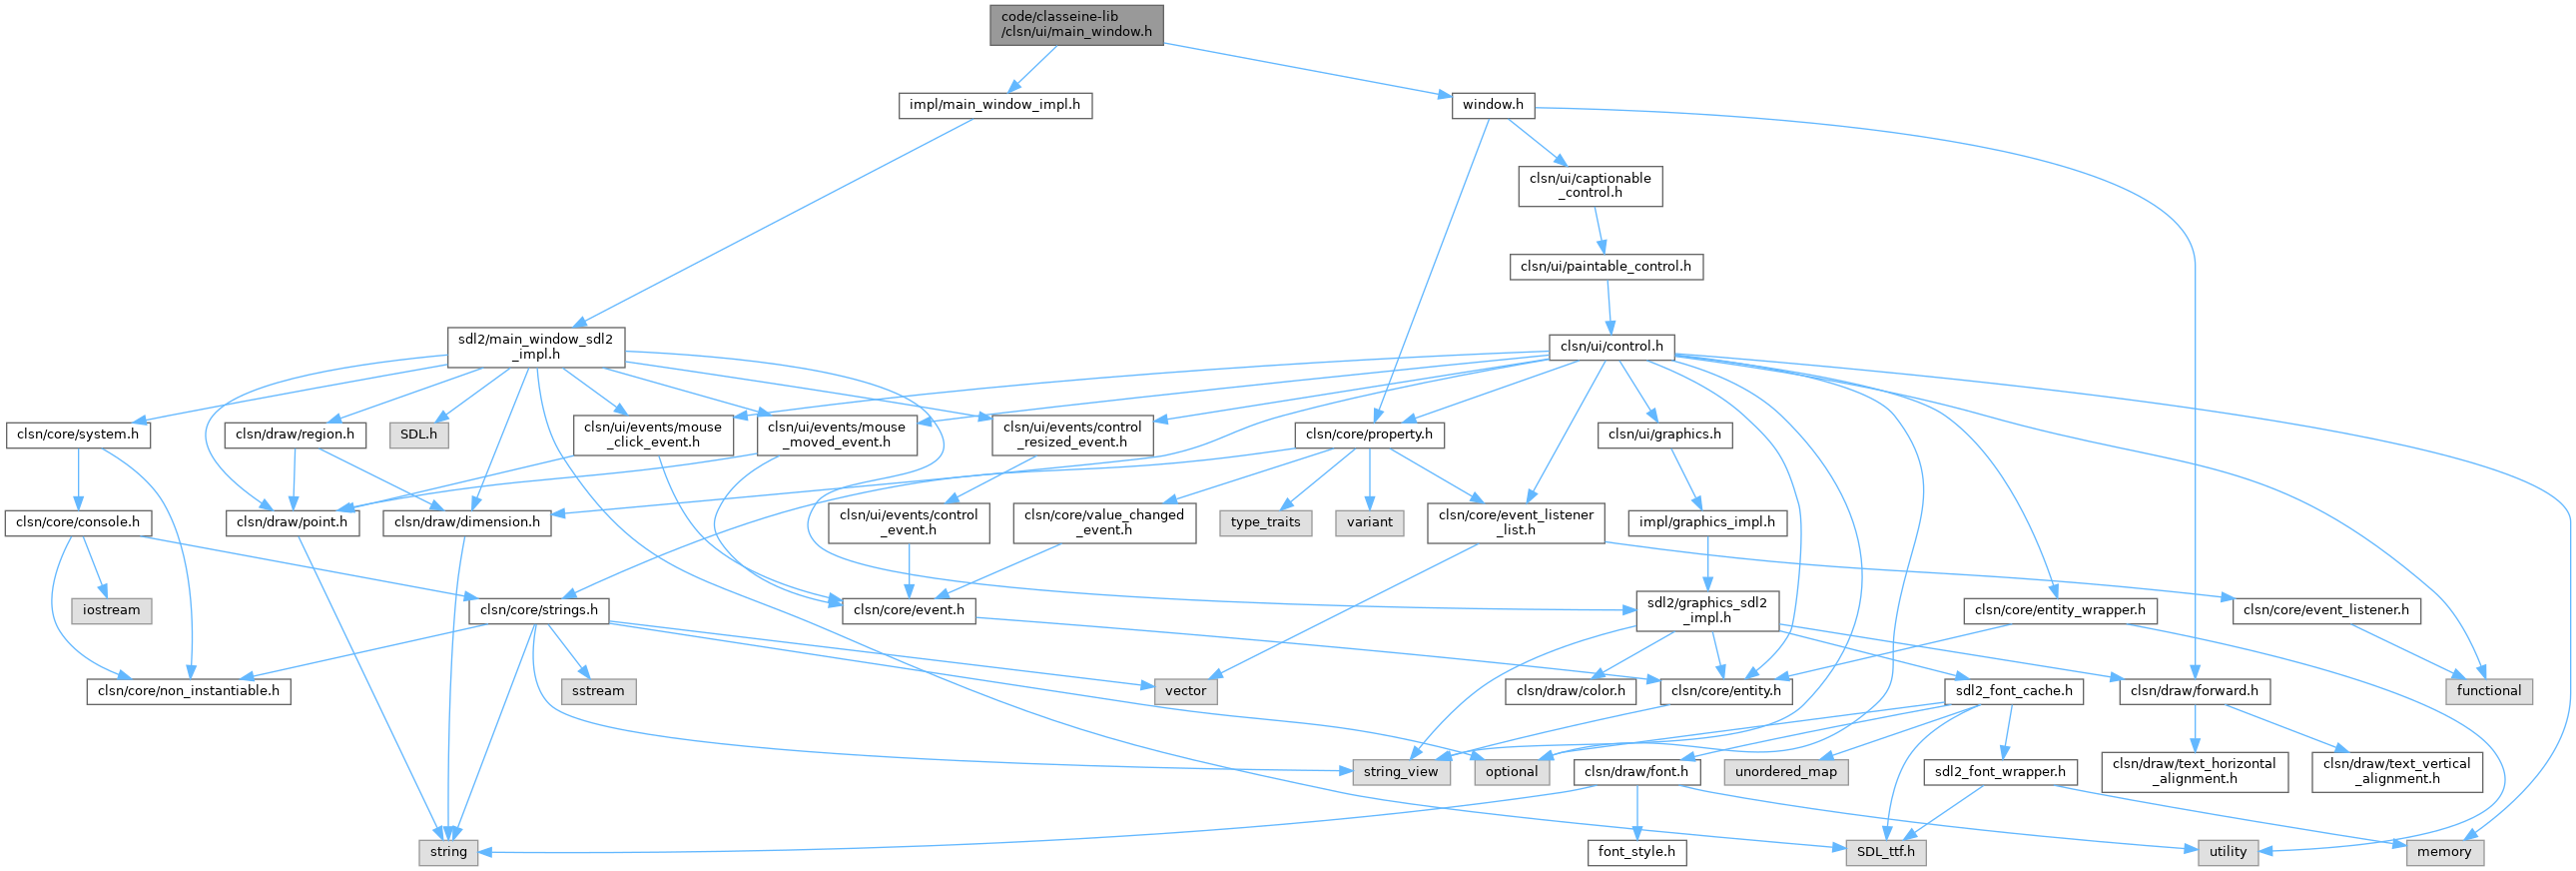 code/classeine-lib
/clsn/ui/main_window.h
impl/main_window_impl.h
window.h
clsn/ui/captionable
_control.h
clsn/ui/paintable_control.h
sdl2/main_window_sdl2
_impl.h
clsn/ui/control.h
clsn/core/system.h
clsn/draw/region.h
SDL.h
clsn/ui/events/mouse
_click_event.h
clsn/ui/events/mouse
_moved_event.h
clsn/ui/events/control
_resized_event.h
clsn/core/property.h
clsn/ui/graphics.h
clsn/core/console.h
clsn/draw/point.h
clsn/draw/dimension.h
clsn/ui/events/control
_event.h
clsn/core/value_changed
_event.h
type_traits
variant
clsn/core/event_listener
_list.h
impl/graphics_impl.h
iostream
clsn/core/strings.h
clsn/core/event.h
sdl2/graphics_sdl2
_impl.h
clsn/core/entity_wrapper.h
clsn/core/event_listener.h
clsn/core/non_instantiable.h
sstream
vector
clsn/draw/color.h
clsn/core/entity.h
sdl2_font_cache.h
clsn/draw/forward.h
functional
string_view
optional
clsn/draw/font.h
unordered_map
sdl2_font_wrapper.h
clsn/draw/text_horizontal
_alignment.h
clsn/draw/text_vertical
_alignment.h
string
font_style.h
SDL_ttf.h
utility
memory